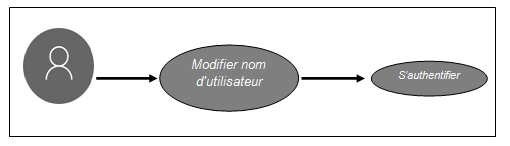 Modifier nom
d'utilisateur
S'authentifier